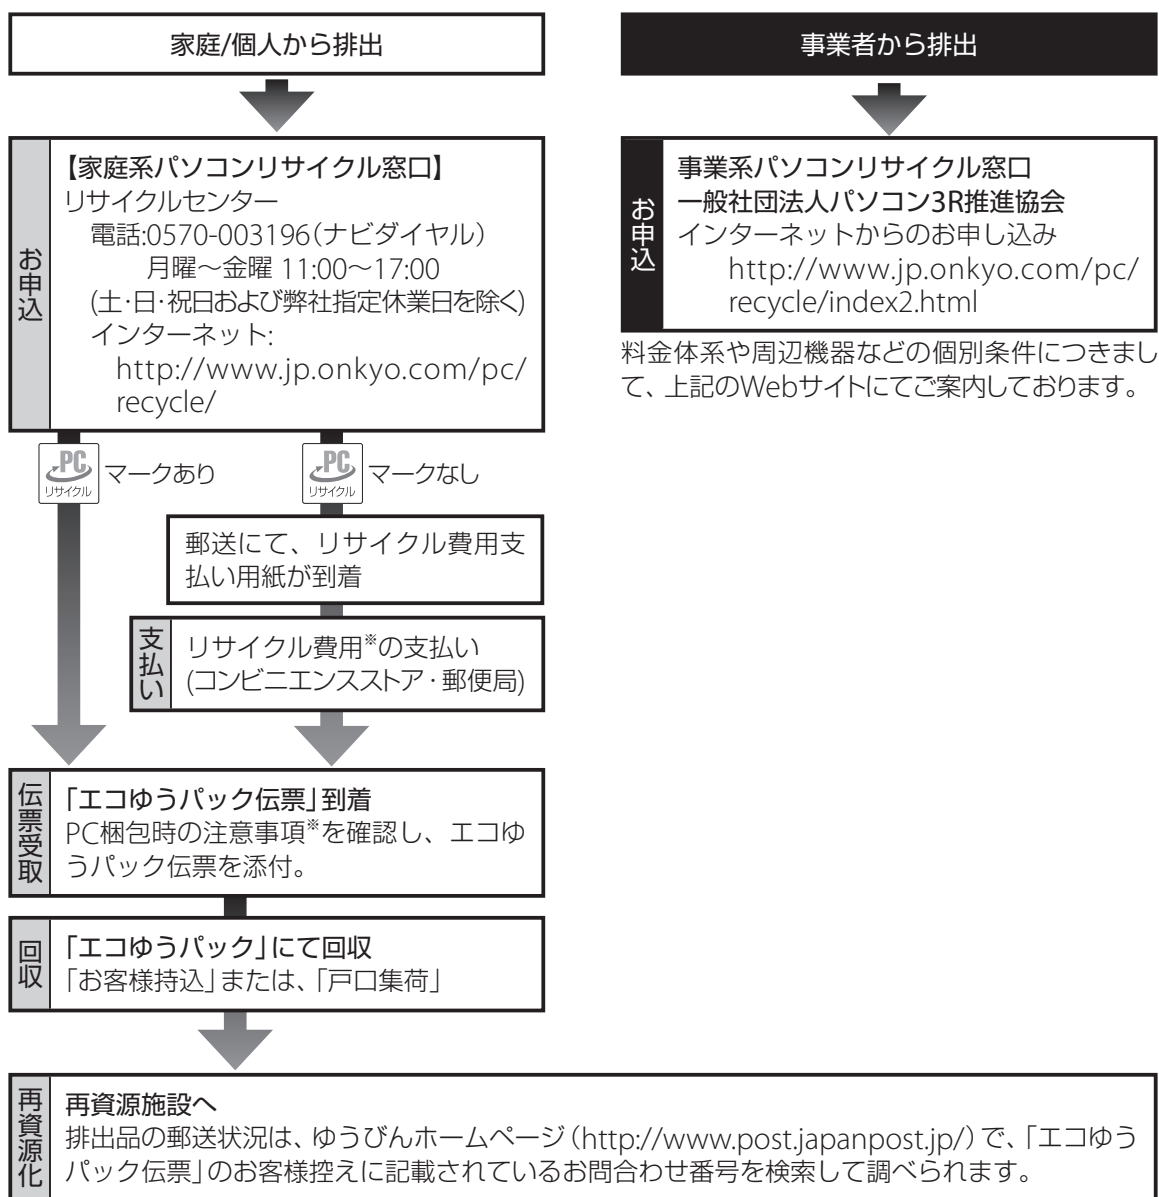 家庭/個人から排出
お申込
【家庭系パソコンリサイクル窓口】
リサイクルセンター
電話:0570-003196(ナビダイヤル)
月曜〜金曜 11:00〜17:00
(土・日・祝日および弊社指定休業日を除く)
インターネット:
http://www.jp.onkyo.com/pc/
recycle/
PC
リサイクル
マークあり
PC
リサイクル
マークなし
郵送にて、リサイクル費用支
払い用紙が到着
支払い
リサイクル費用※の支払い
(コンビニエンスストア・郵便局)
伝票受取
「エコゆうパック伝票」到着
PC梱包時の注意事項※を確認し、エコゆ
うパック伝票を添付。
回収
「エコゆうパック」にて回収
「お客様持込」または、「戸口集荷」
事業者から排出
お申込
事業系パソコンリサイクル窓口
一般社団法人パソコン3R推進協会
インターネットからのお申し込み
http://www.jp.onkyo.com/pc/
recycle/index2.html
料金体系や周辺機器などの個別条件につきまし
て、上記のWebサイトにてご案内しております。
再資源化
再資源施設へ
排出品の郵送状況は、ゆうびんホームページ(http://www.post.japanpost.jp/)で、「エコゆう
パック伝票」のお客様控えに記載されているお問合わせ番号を検索して調べられます。